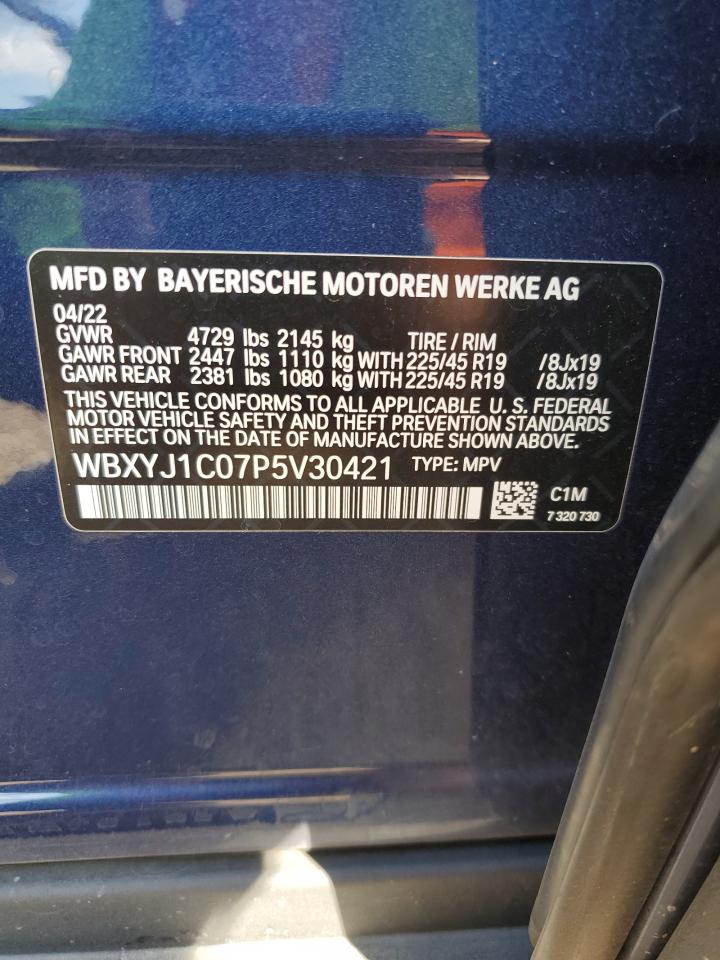 MFD BY BAYERISCHE MOTOREN WERKE AG
04/22
GVWR 4729 lbs 2145 kg TIRE / RIM
GAWR FRONT 2447 lbs 1110 kg WITH 225/45 R19 /8Jx19
GAWR REAR 2381 lbs 1080 kg WITH 225/45 R19 /8Jx19
THIS VEHICLE CONFORMS TO ALL APPLICABLE U. S. FEDERAL
MOTOR VEHICLE SAFETY AND THEFT PREVENTION STANDARDS
IN EFFECT ON THE DATE OF MANUFACTURE SHOWN ABOVE.
WBXYJ1C07P5V30421 TYPE: MPV
C1M
7 320 730